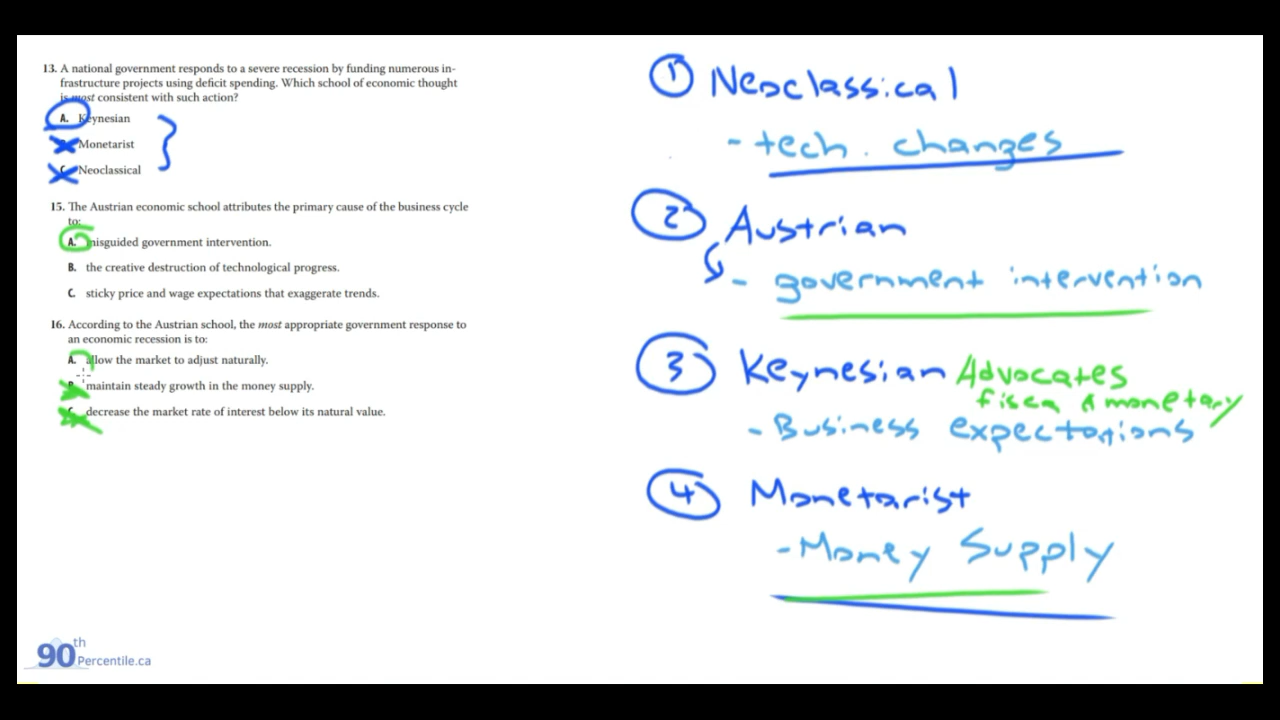 13. A national government responds to a severe recession by funding numerous in-
frastructure projects using deficit spending. Which school of economic thought
is most consistent with such action?
A. Keynesian
Monetarist
C. Neoclassical
15. The Austrian economic school attributes the primary cause of the business cycle
to:
A. misguided government intervention.
B. the creative destruction of technological progress.
C. sticky price and wage expectations that exaggerate trends.
16. According to the Austrian school, the most appropriate government response to
an economic recession is to:
A. allow the market to adjust naturally.
B. maintain steady growth in the money supply.
C. decrease the market rate of interest below its natural value.
1 Neoclassical
- tech. changes
2 Austrian
- government intervention
3 Keynesian Advocates
fiscal & monetary
- Business expectations
4 Monetarist
- Money Supply
90th
Percentile.ca